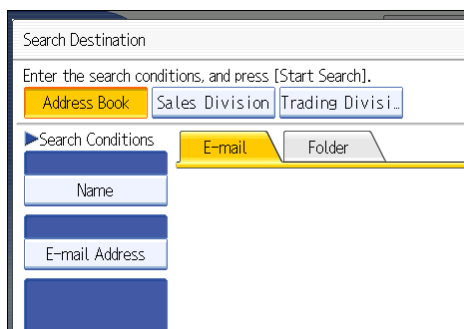 Search Destination
Enter the search conditions, and press [Start Search].
Address Book Sales Division Trading Divisi…
▶Search Conditions E-mail Folder
Name
E-mail Address